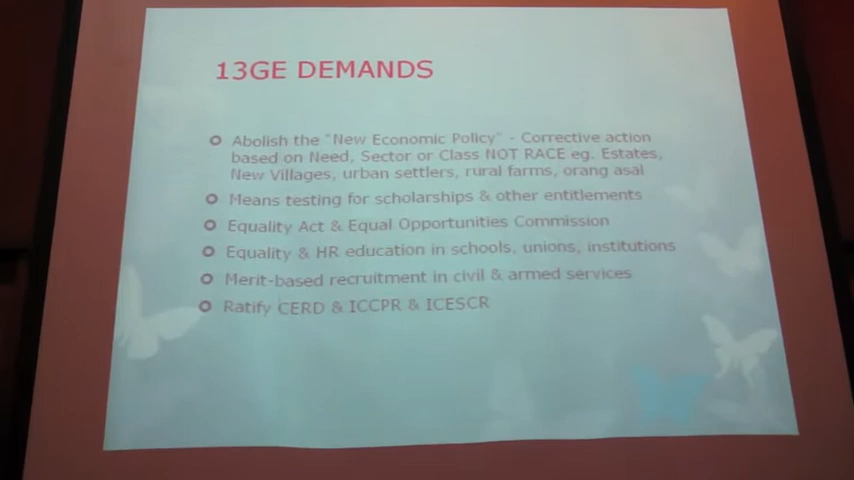 13GE DEMANDS
Abolish the "New Economic Policy" - Corrective action
based on Need, Sector or Class NOT RACE eg. Estates,
New Villages, urban settlers, rural farms, orang asal
Means testing for scholarships & other entitlements
Equality Act & Equal Opportunities Commission
Equality & HR education in schools, unions, institutions
Merit-based recruitment in civil & armed services
Ratify CERD & ICCPR & ICESCR